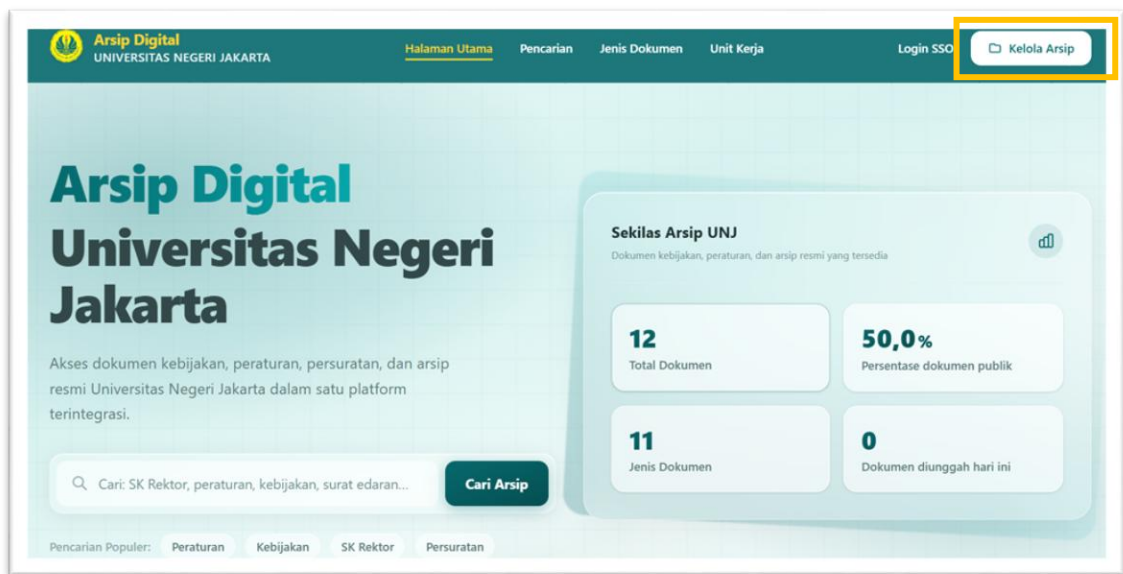 Arsip Digital
UNIVERSITAS NEGERI JAKARTA
Halaman Utama
Pencarian
Jenis Dokumen
Unit Kerja
Login SSO
Kelola Arsip
Arsip Digital
Universitas Negeri
Jakarta
Akses dokumen kebijakan, peraturan, persuratan, dan arsip
resmi Universitas Negeri Jakarta dalam satu platform
terintegrasi.
Cari: SK Rektor, peraturan, kebijakan, surat edaran...
Cari Arsip
Pencarian Populer:
Peraturan
Kebijakan
SK Rektor
Persuratan
Sekilas Arsip UNJ
Dokumen kebijakan, peraturan, dan arsip resmi yang tersedia
12
Total Dokumen
50,0%
Persentase dokumen publik
11
Jenis Dokumen
0
Dokumen diunggah hari ini